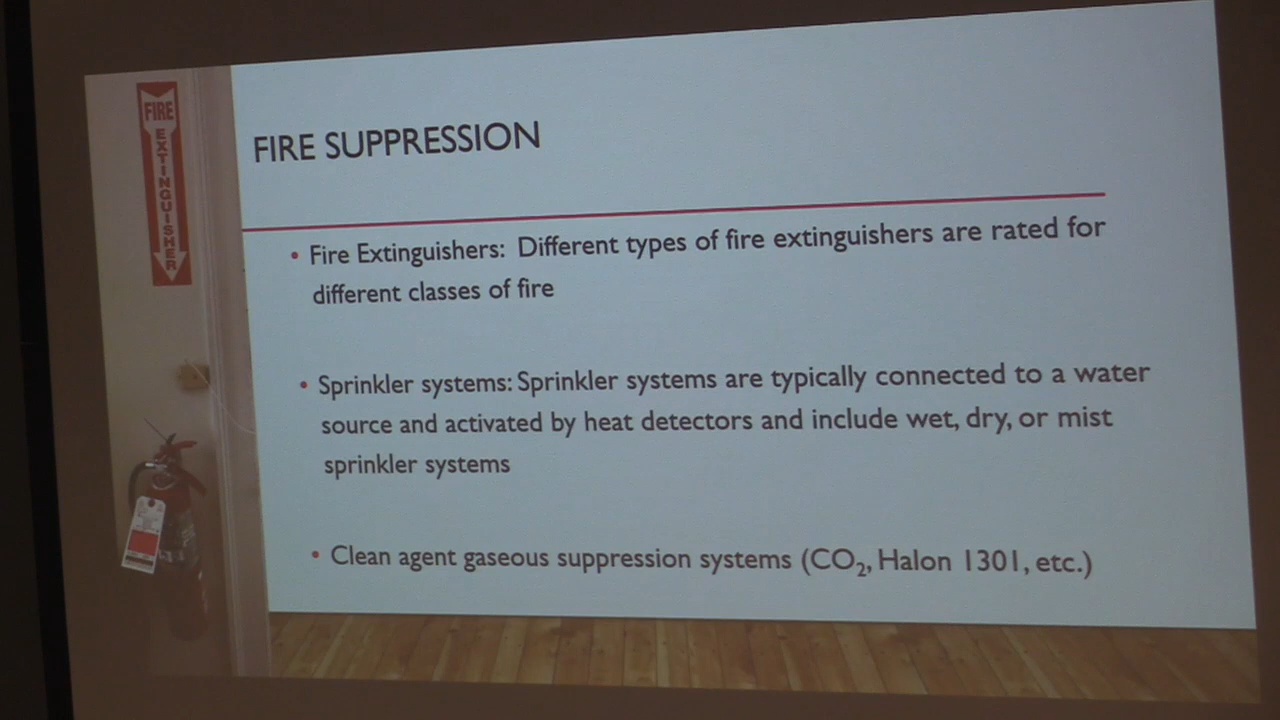 FIRE
EXTINGUISHER
FIRE SUPPRESSION
• Fire Extinguishers: Different types of fire extinguishers are rated for
different classes of fire
• Sprinkler systems: Sprinkler systems are typically connected to a water
source and activated by heat detectors and include wet, dry, or mist
sprinkler systems
• Clean agent gaseous suppression systems (CO₂, Halon 1301, etc.)